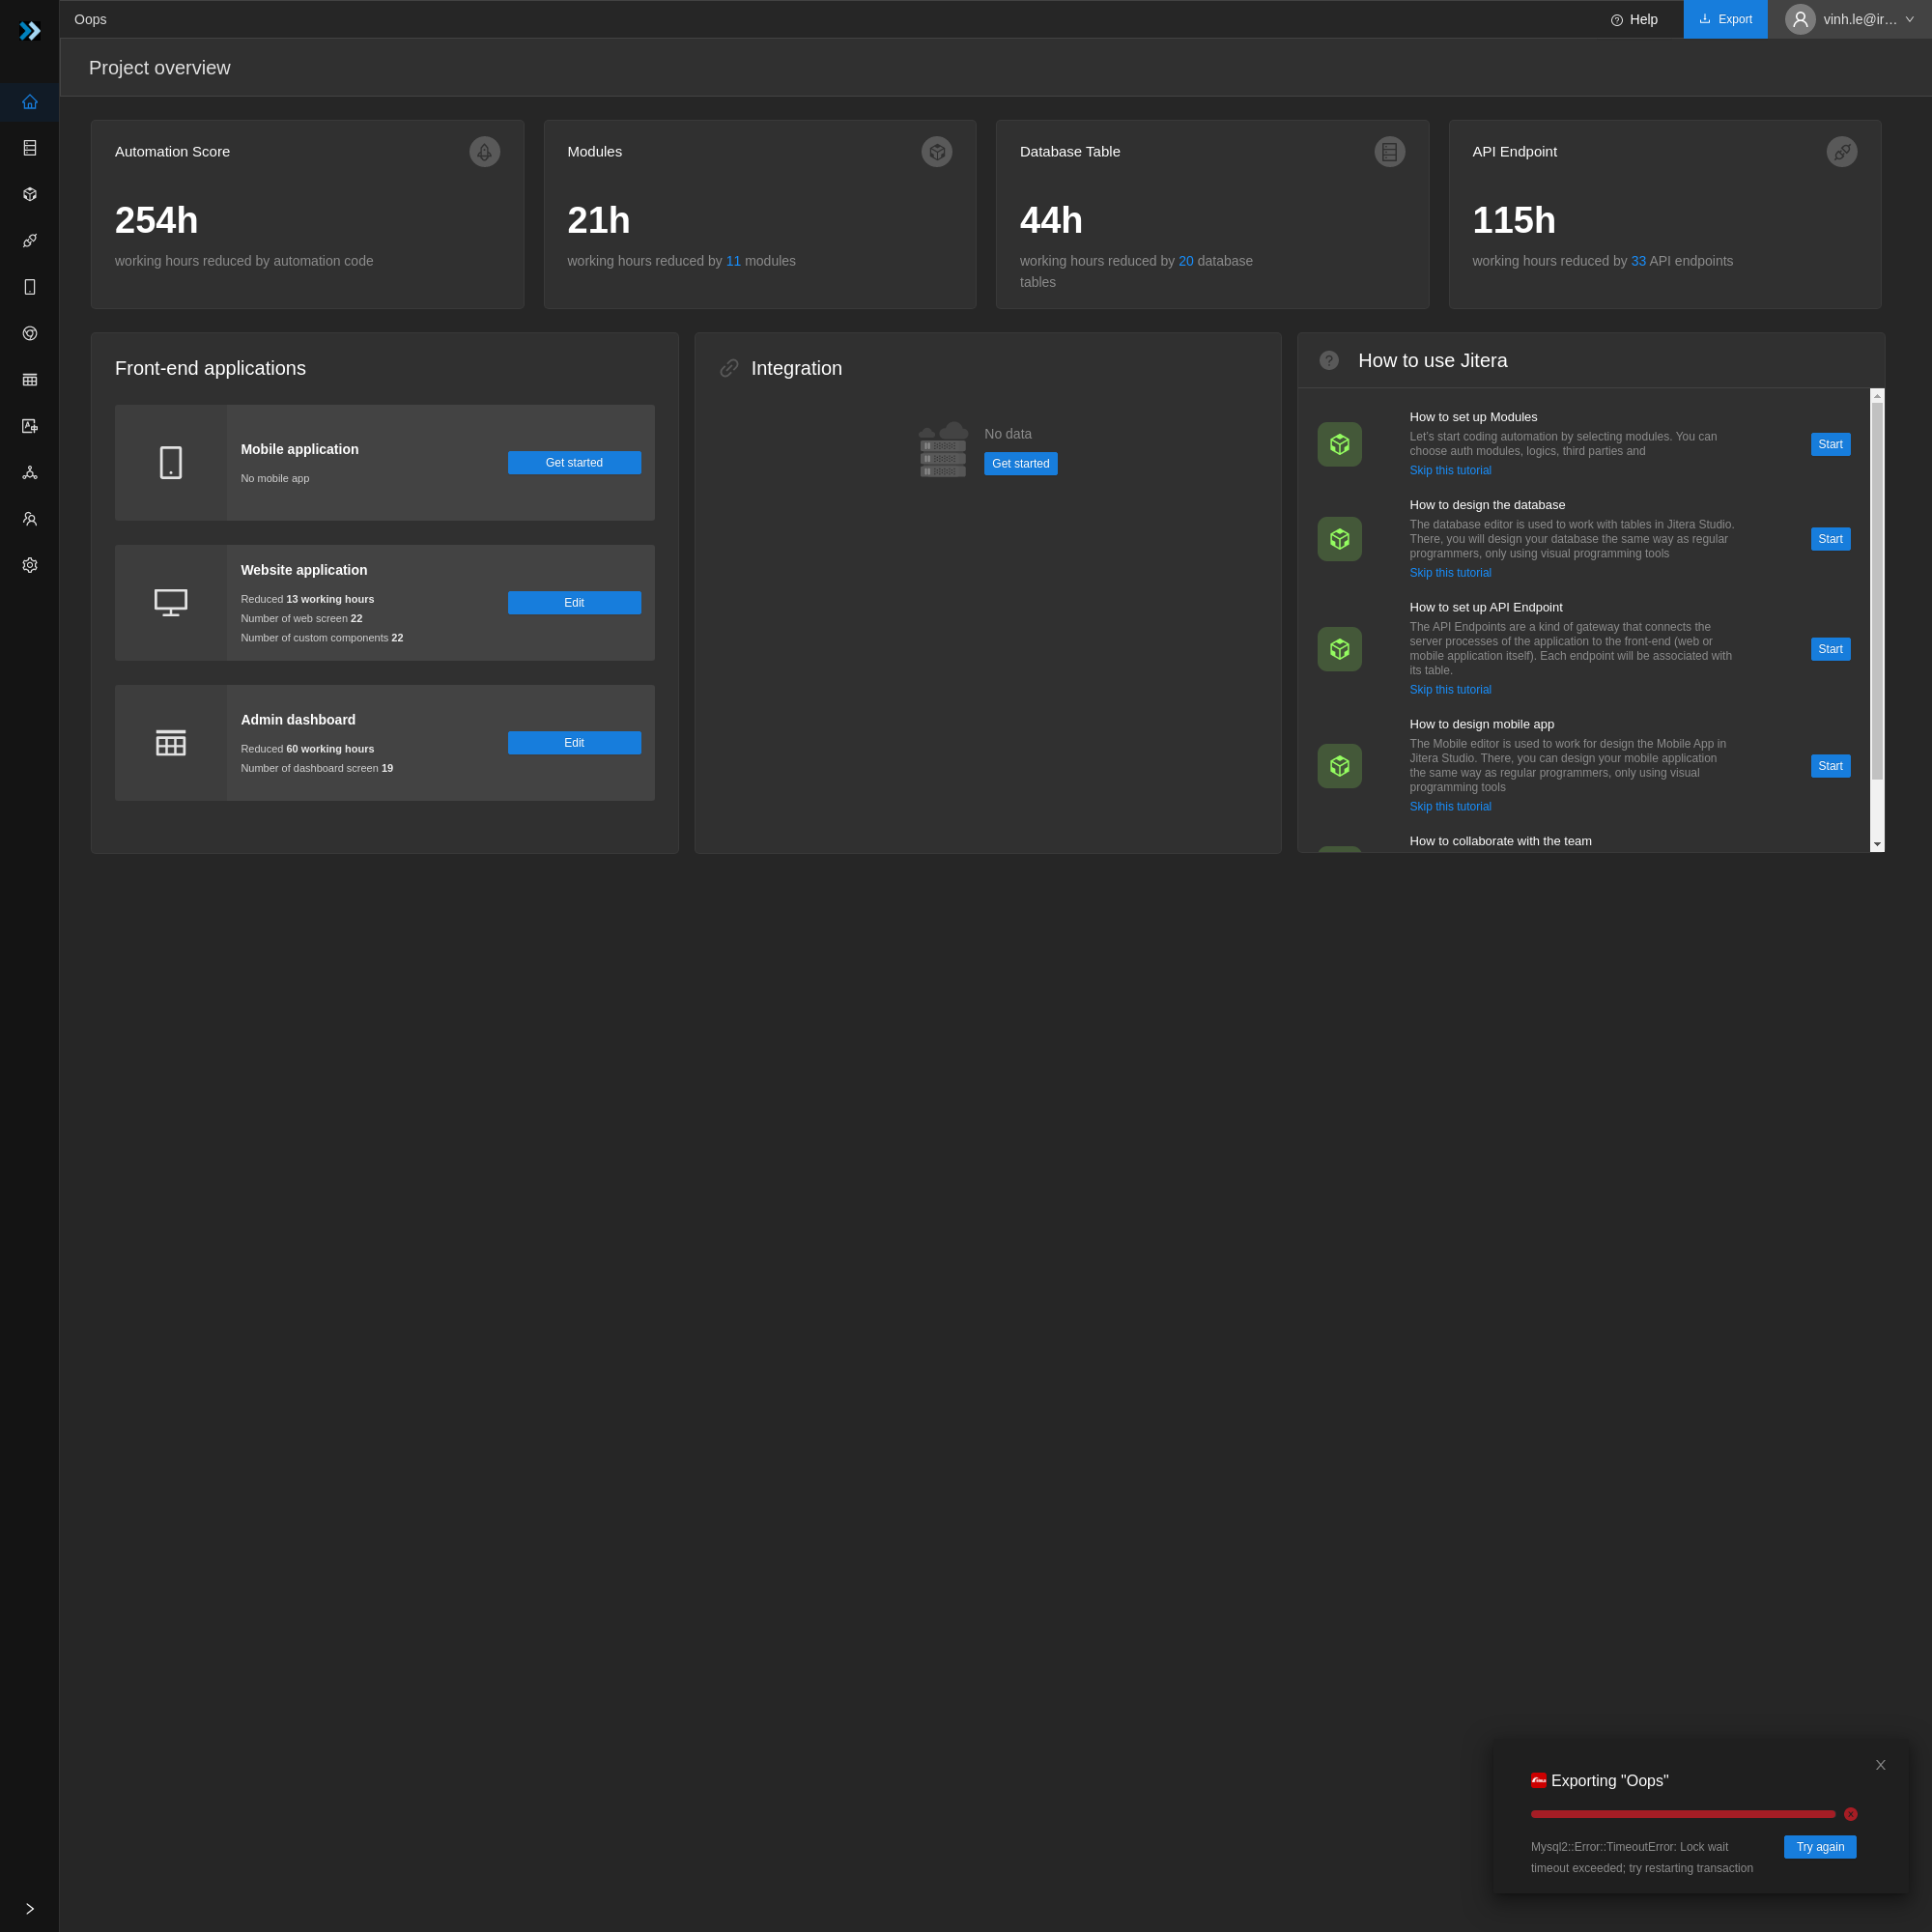 Oops
Help
Export
vinh.le@ir...
Project overview
Automation Score
254h
working hours reduced by automation code
Modules
21h
working hours reduced by 11 modules
Database Table
44h
working hours reduced by 20 database
tables
API Endpoint
115h
working hours reduced by 33 API endpoints
Front-end applications
Mobile application
No mobile app
Get started
Website application
Reduced 13 working hours
Number of web screen 22
Number of custom components 22
Edit
Admin dashboard
Reduced 60 working hours
Number of dashboard screen 19
Edit
Integration
No data
Get started
How to use Jitera
How to set up Modules
Let's start coding automation by selecting modules. You can
choose auth modules, logics, third parties and
Skip this tutorial
Start
How to design the database
The database editor is used to work with tables in Jitera Studio.
There, you will design your database the same way as regular
programmers, only using visual programming tools
Skip this tutorial
Start
How to set up API Endpoint
The API Endpoints are a kind of gateway that connects the
server processes of the application to the front-end (web or
mobile application itself). Each endpoint will be associated with
its table.
Skip this tutorial
Start
How to design mobile app
The Mobile editor is used to work for design the Mobile App in
Jitera Studio. There, you can design your mobile application
the same way as regular programmers, only using visual
programming tools
Skip this tutorial
Start
How to collaborate with the team
Exporting "Oops"
Mysql2::Error::TimeoutError: Lock wait
timeout exceeded; try restarting transaction
Try again